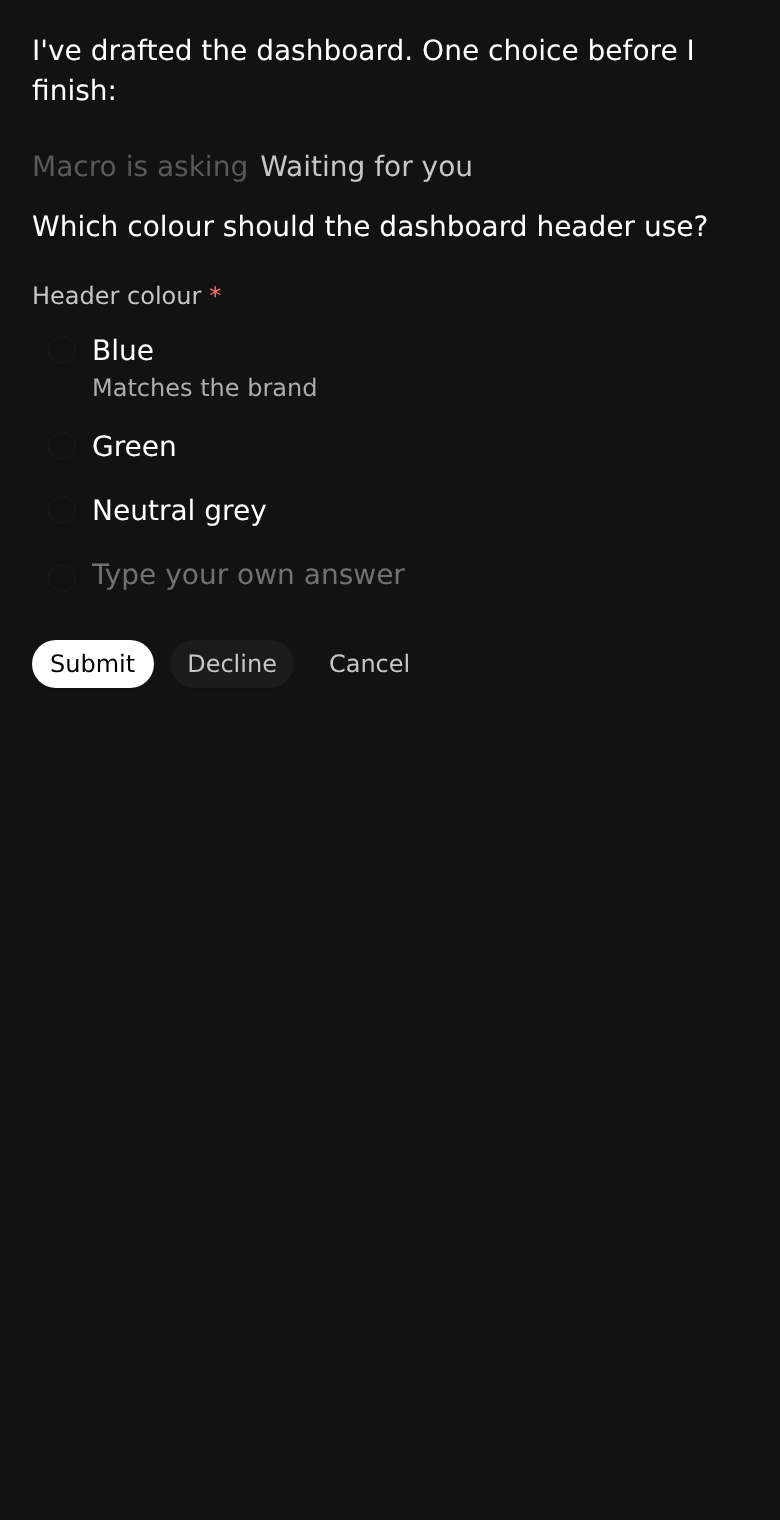 I've drafted the dashboard. One choice before I
finish:
Macro is asking Waiting for you
Which colour should the dashboard header use?
Header colour *
Blue
Matches the brand
Green
Neutral grey
Type your own answer
Submit Decline Cancel